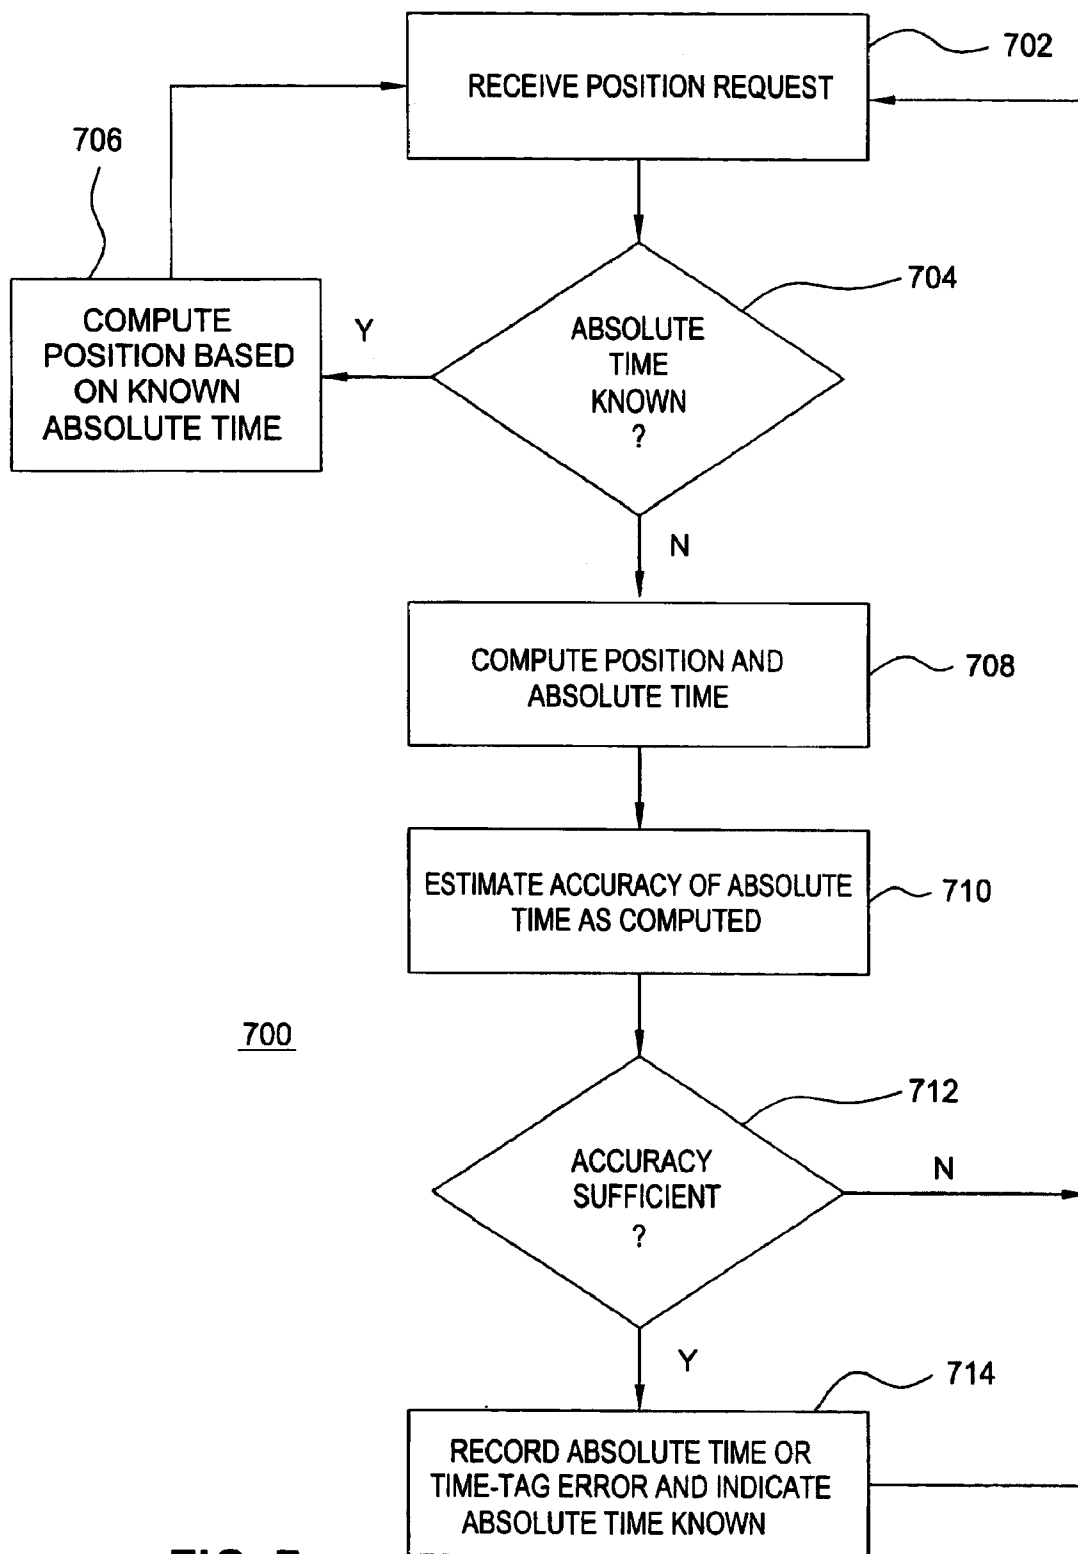 702
RECEIVE POSITION REQUEST
706
704
COMPUTE
POSITION BASED
ON KNOWN
ABSOLUTE TIME
Y
ABSOLUTE
TIME
KNOWN
?
N
COMPUTE POSITION AND
ABSOLUTE TIME
708
ESTIMATE ACCURACY OF ABSOLUTE
TIME AS COMPUTED
710
700
712
ACCURACY
SUFFICIENT
?
N
Y
714
RECORD ABSOLUTE TIME OR
TIME-TAG ERROR AND INDICATE
ABSOLUTE TIME KNOWN